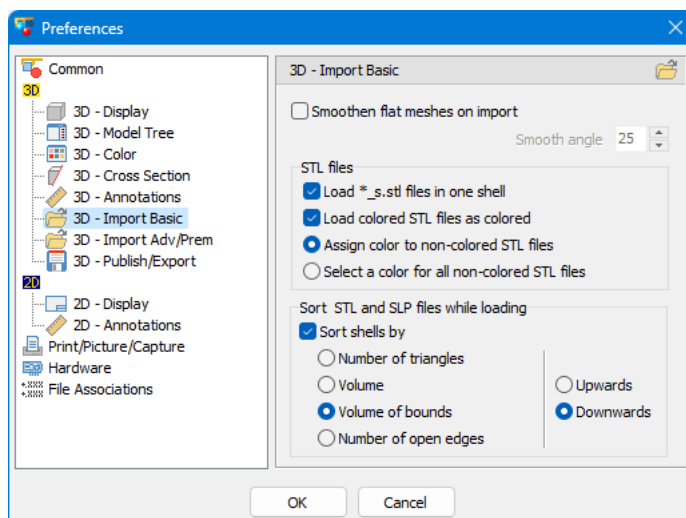 Preferences
Common
3D
3D - Display
3D - Model Tree
3D - Color
3D - Cross Section
3D - Annotations
3D - Import Basic
3D - Import Adv/Prem
3D - Publish/Export
2D
2D - Display
2D - Annotations
Print/Picture/Capture
Hardware
File Associations
3D - Import Basic
Smoothen flat meshes on import
Smooth angle 25
STL files
Load *_s.stl files in one shell
Load colored STL files as colored
Assign color to non-colored STL files
Select a color for all non-colored STL files
Sort STL and SLP files while loading
Sort shells by
Number of triangles
Volume
Upwards
Volume of bounds
Downwards
Number of open edges
OK
Cancel